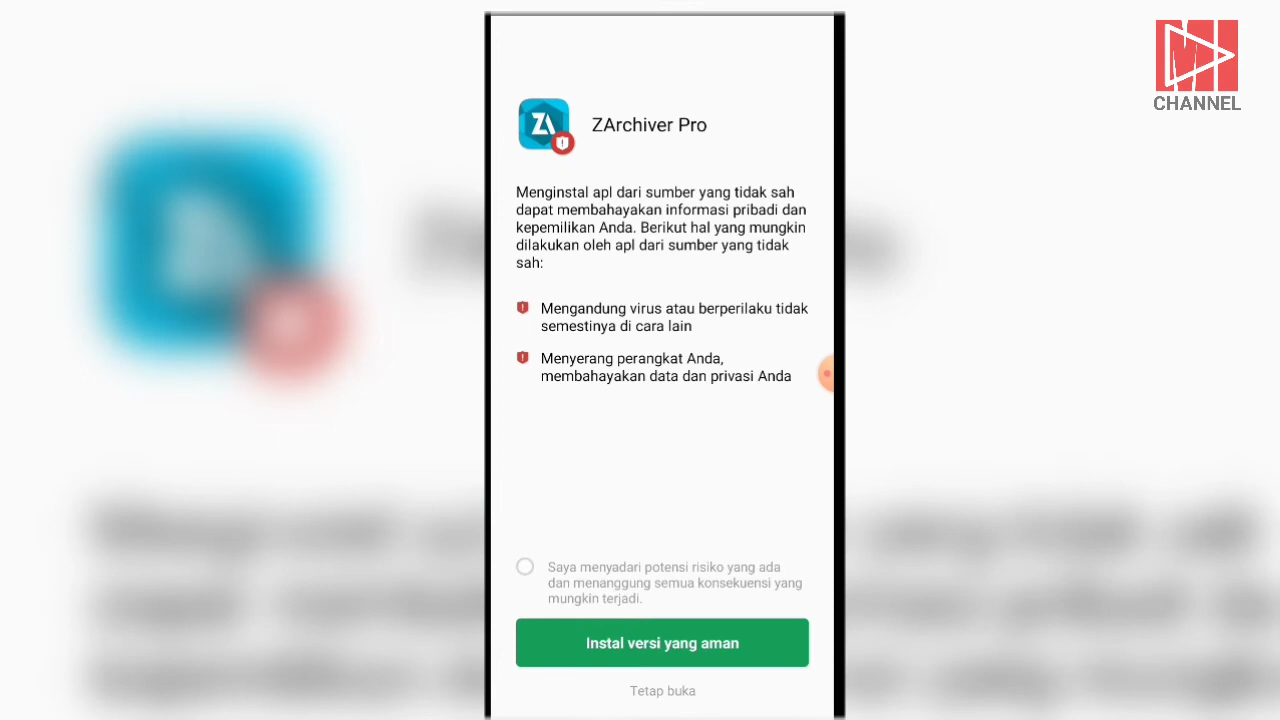 CHANNEL
ZArchiver Pro
Menginstal apl dari sumber yang tidak sah
dapat membahayakan informasi pribadi dan
kepemilikan Anda. Berikut hal yang mungkin
dilakukan oleh apl dari sumber yang tidak
sah:
Mengandung virus atau berperilaku tidak
semestinya di cara lain
Menyerang perangkat Anda,
membahayakan data dan privasi Anda
Saya menyadari potensi risiko yang ada
dan menanggung semua konsekuensi yang
mungkin terjadi.
Instal versi yang aman
Tetap buka